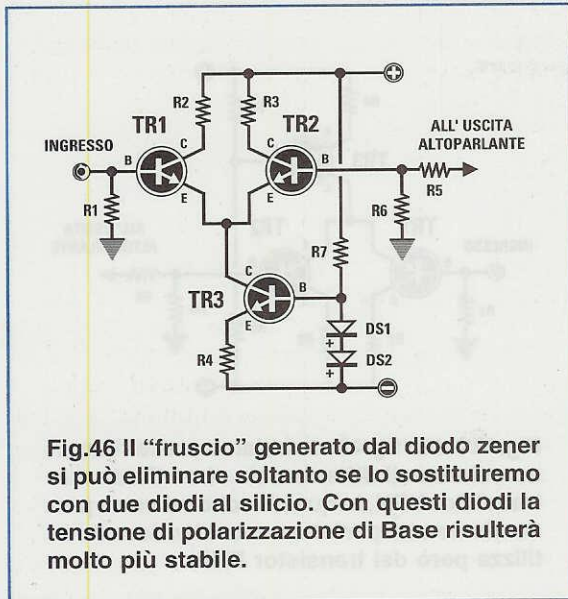 R2
R3
TR1
TR2
C
C
INGRESSO
ALL' USCITA
ALTOPARLANTE
B
B
E
E
R1
R5
R6
R7
C
TR3
B
E
DS1
R4
DS2
Fig.46 Il “fruscio” generato dal diodo zener
si può eliminare soltanto se lo sostituiremo
con due diodi al silicio. Con questi diodi la
tensione di polarizzazione di Base risulterà
molto più stabile.